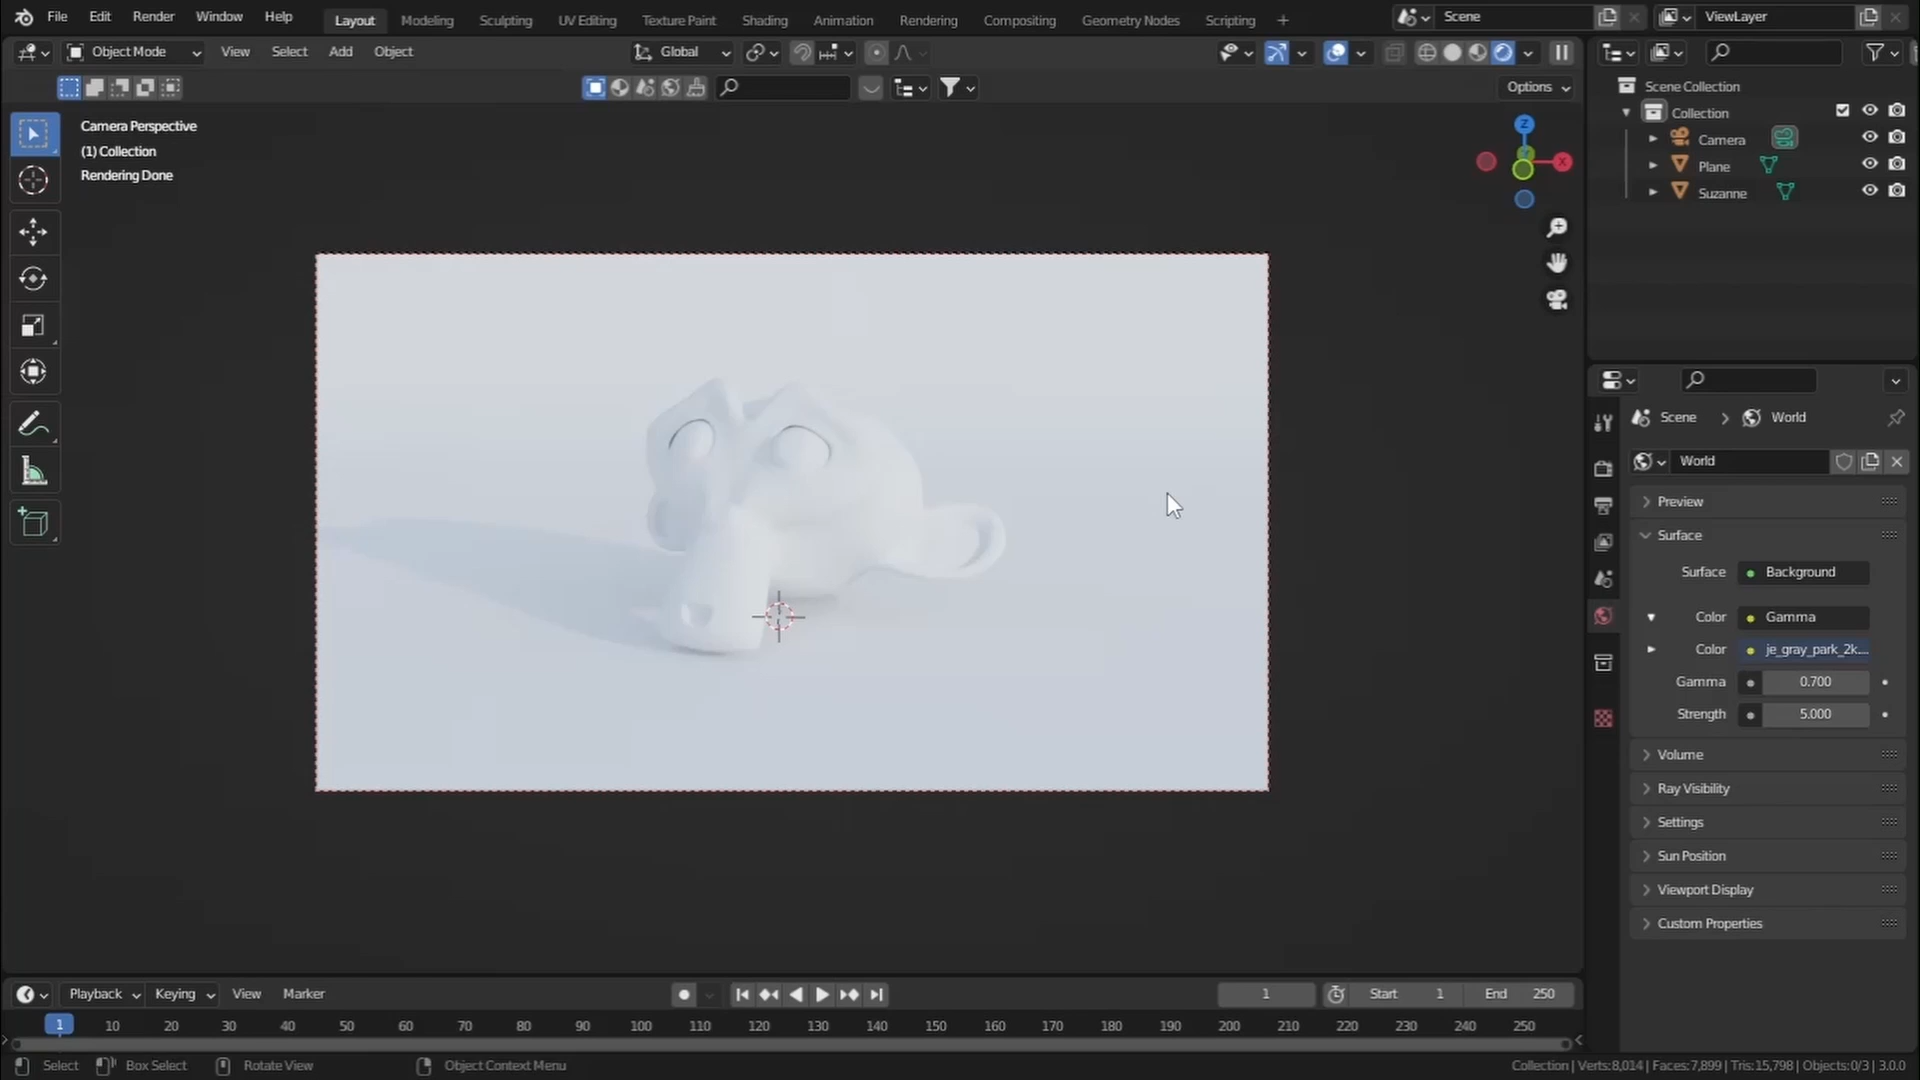 File Edit Render Window Help Layout Modeling Sculpting UV Editing Texture Paint Shading Animation Rendering Compositing Geometry Nodes Scripting + Scene ViewLayer
Object Mode View Select Add Object Global
Options
Camera Perspective
(1) Collection
Rendering Done
Z
X
Scene Collection
Collection
Camera
Plane
Suzanne
Scene > World
World
Preview
Surface
Surface Background
Color Gamma
Color je_gray_park_2k....
Gamma 0.700
Strength 5.000
Volume
Ray Visibility
Settings
Sun Position
Viewport Display
Custom Properties
Playback Keying View Marker 1 Start 1 End 250
1 10 20 30 40 50 60 70 80 90 100 110 120 130 140 150 160 170 180 190 200 210 220 230 240 250
Select Box Select Rotate View Object Context Menu Collection | Verts:8,014 | Faces:7,899 | Tris:15,798 | Objects:0/3 | 3.0.0